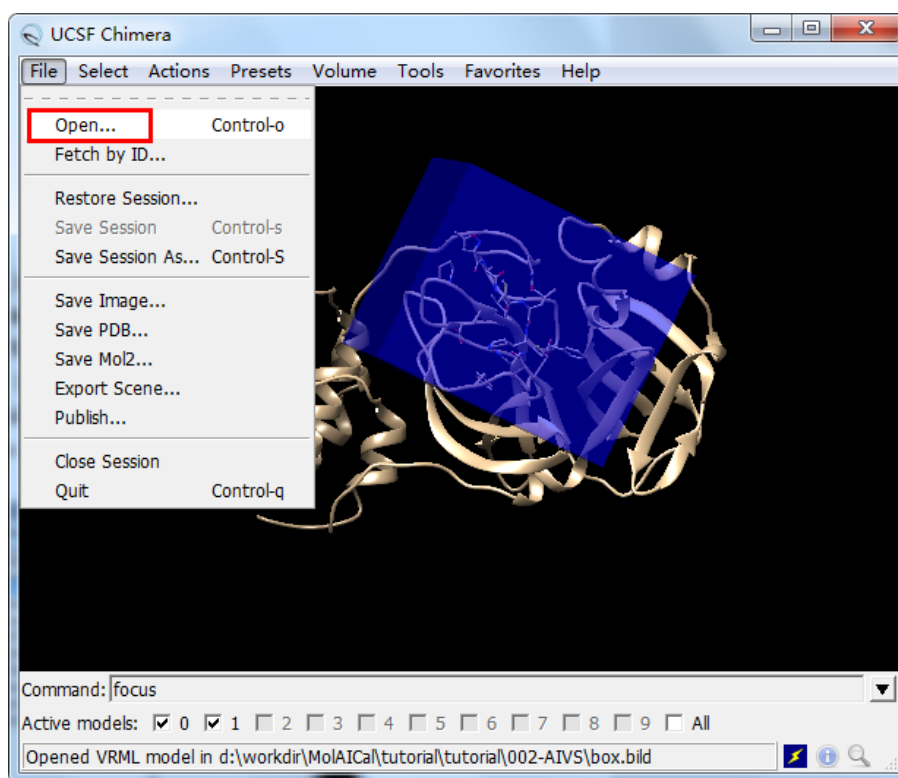 UCSF Chimera
File Select Actions Presets Volume Tools Favorites Help
Open... Control-o
Fetch by ID...
Restore Session...
Save Session Control-s
Save Session As... Control-S
Save Image...
Save PDB...
Save Mol2...
Export Scene...
Publish...
Close Session
Quit Control-q
Command: focus
Active models: 0 1 2 3 4 5 6 7 8 9 All
Opened VRML model in d:\workdir\MolAICal\tutorial\tutorial\002-AIVS\box.bild